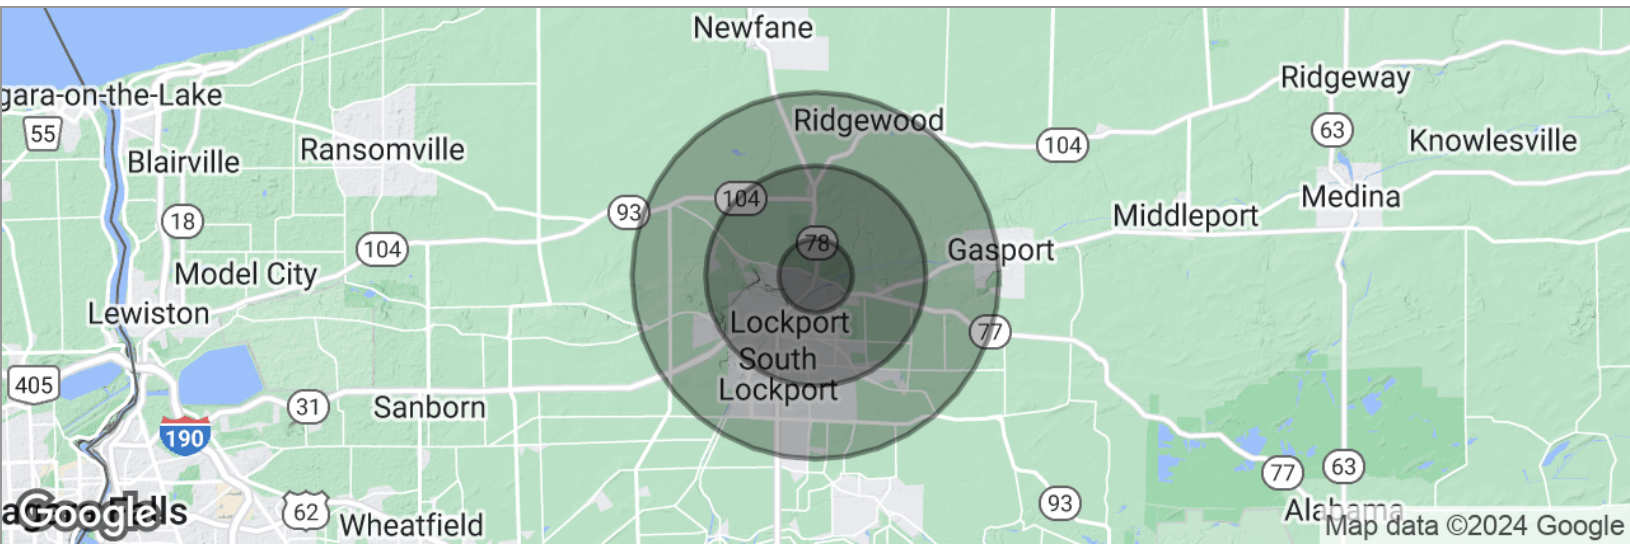 Newfane
Ridgeway
gara-on-the-Lake
55
Ridgewood
63
Knowlesville
104
Ransomville
Blairville
Medina
104
93
18
Middleport
78
Gasport
104
Model City
Lewiston
Lockport
77
South
Lockport
405
31
Sanborn
190
77
63
93
62
Wheatfield
Alabama
Google
Map data ©2024 Google